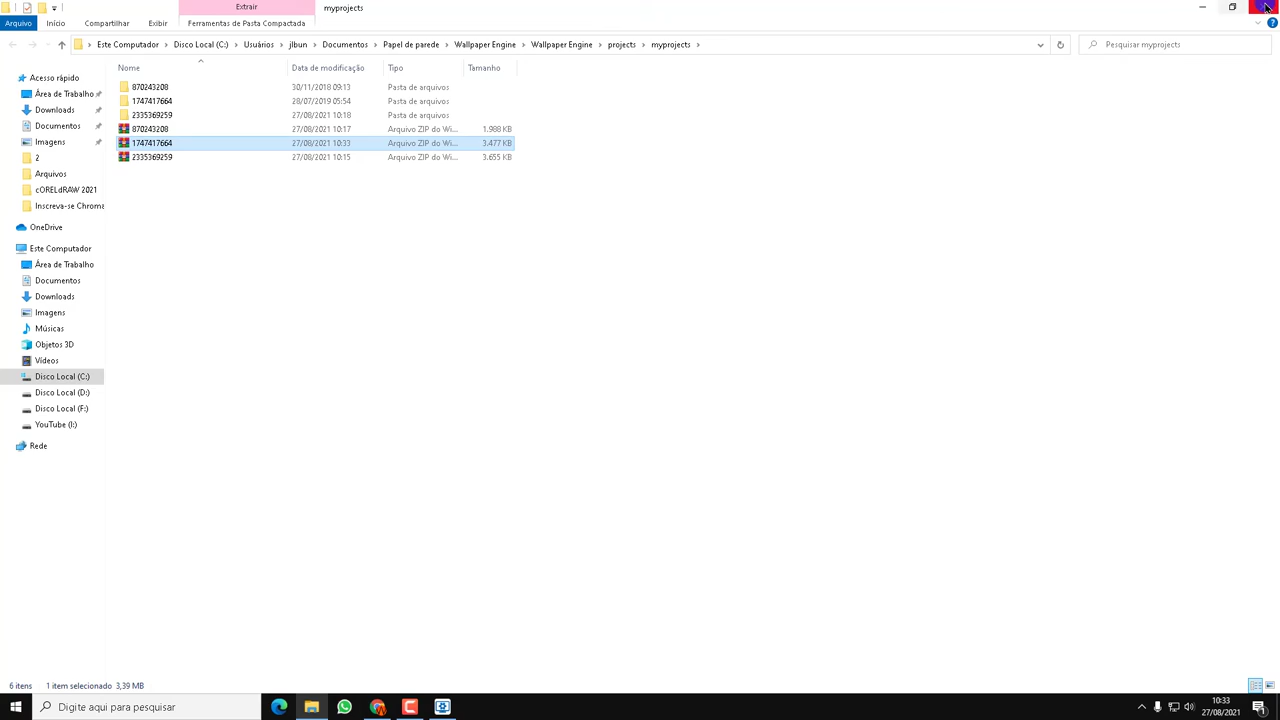 Extrair
myprojects
Arquivo Início Compartilhar Exibir Ferramentas de Pasta Compactada
Este Computador > Disco Local (C:) > Usuários > jlbun > Documentos > Papel de parede > Wallpaper Engine > Wallpaper Engine > projects > myprojects >
Pesquisar myprojects
Nome Data de modificação Tipo Tamanho
870243208 30/11/2018 09:13 Pasta de arquivos
1747417664 28/07/2019 05:54 Pasta de arquivos
2335369259 27/08/2021 10:18 Pasta de arquivos
870243208 27/08/2021 10:17 Arquivo ZIP do Wi... 1.988 KB
1747417664 27/08/2021 10:33 Arquivo ZIP do Wi... 3.477 KB
2335369259 27/08/2021 10:15 Arquivo ZIP do Wi... 3.655 KB
Acesso rápido
Área de Trabalho
Downloads
Documentos
Imagens
2
Arquivos
cORELdRAW 2021
Inscreva-se Chroma
OneDrive
Este Computador
Área de Trabalho
Documentos
Downloads
Imagens
Músicas
Objetos 3D
Vídeos
Disco Local (C:)
Disco Local (D:)
Disco Local (F:)
YouTube (I:)
Rede
6 itens 1 item selecionado 3,39 MB
Digite aqui para pesquisar
10:33
27/08/2021
1